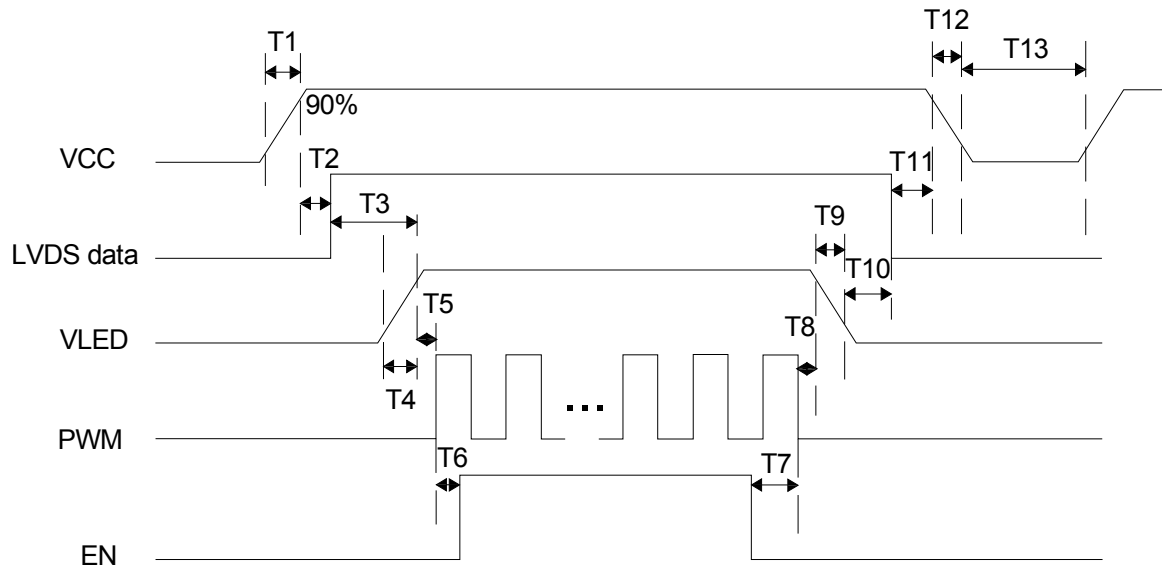 T12
T1
T13
90%
VCC
T2
T11
T3
T9
LVDS data
T10
T5
T8
VLED
T4
...
PWM
T6
T7
EN